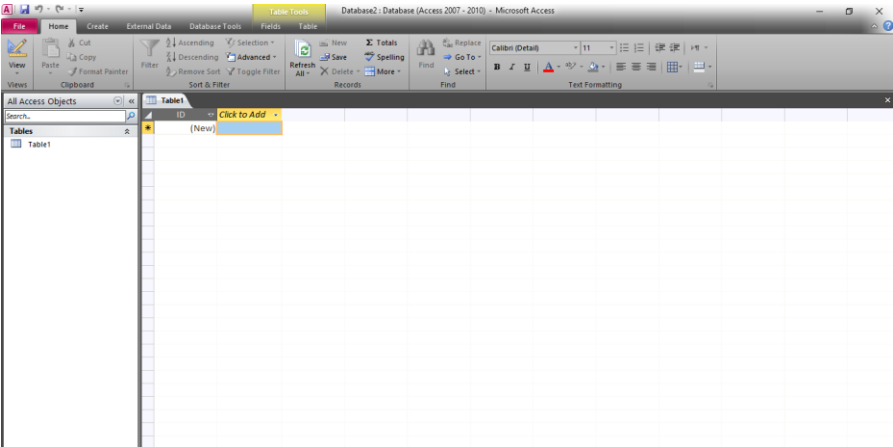 Table Tools
Database2 : Database (Access 2007 - 2010) - Microsoft Access
File Home Create External Data Database Tools Fields Table
View
Views
Paste
Cut
Copy
Format Painter
Clipboard
Filter
Ascending
Descending
Remove Sort
Selection
Advanced
Toggle Filter
Sort & Filter
Refresh
All
New
Save
Delete
Totals
Spelling
More
Records
Find
Replace
Go To
Select
Find
Calibri (Detail) 11
B I U A
Text Formatting
All Access Objects
Search..
Tables
Table1
Table1
ID Click to Add
(New)